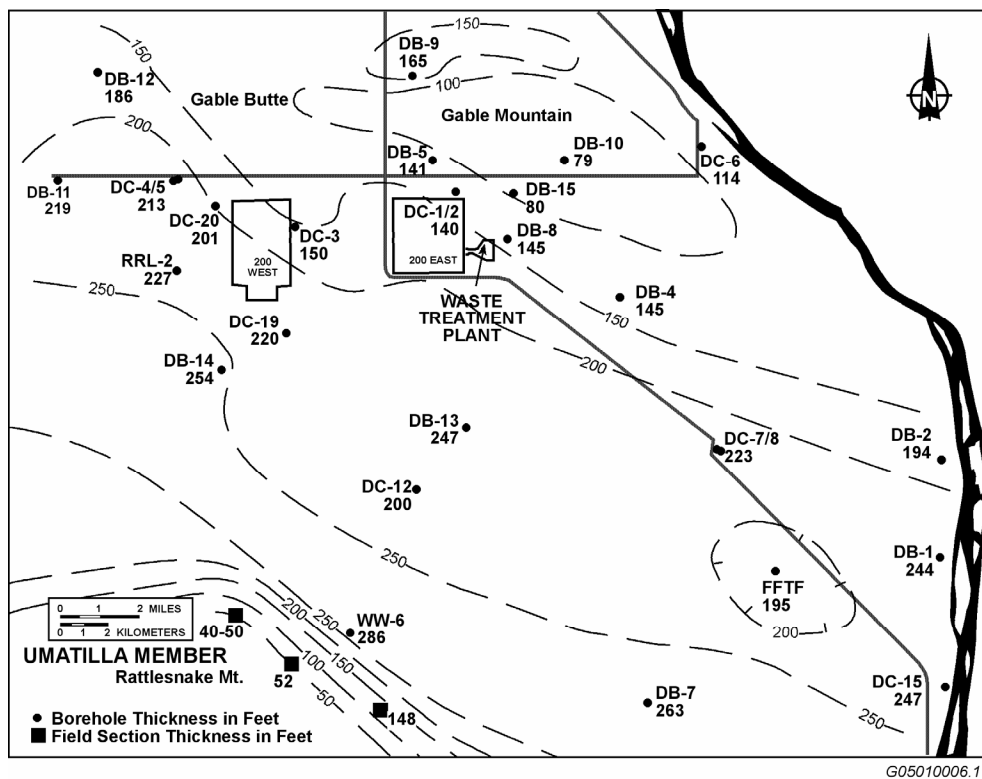 150
DB-9
165
150
DB-12
186
Gable Butte
100
Gable Mountain
N
200
DB-5
141
DB-10
79
DC-6
114
DB-11
219
DC-4/5
213
DC-20
201
150
DC-3
150
DC-1/2
140
DB-15
80
DB-8
145
200
WEST
200 EAST
RRL-2
227
250
WASTE
TREATMENT
PLANT
DB-4
145
150
DC-19
220
DB-14
254
200
DB-13
247
DC-7/8
223
DB-2
194
DC-12
200
250
DB-1
244
FFTF
195
200
0 1 2 MILES
0 1 2 KILOMETERS
40-50
200
250
WW-6
286
UMATILLA MEMBER
Rattlesnake Mt.
52
100
150
50
148
DB-7
263
DC-15
247
250
Borehole Thickness in Feet
Field Section Thickness in Feet
G05010006.1